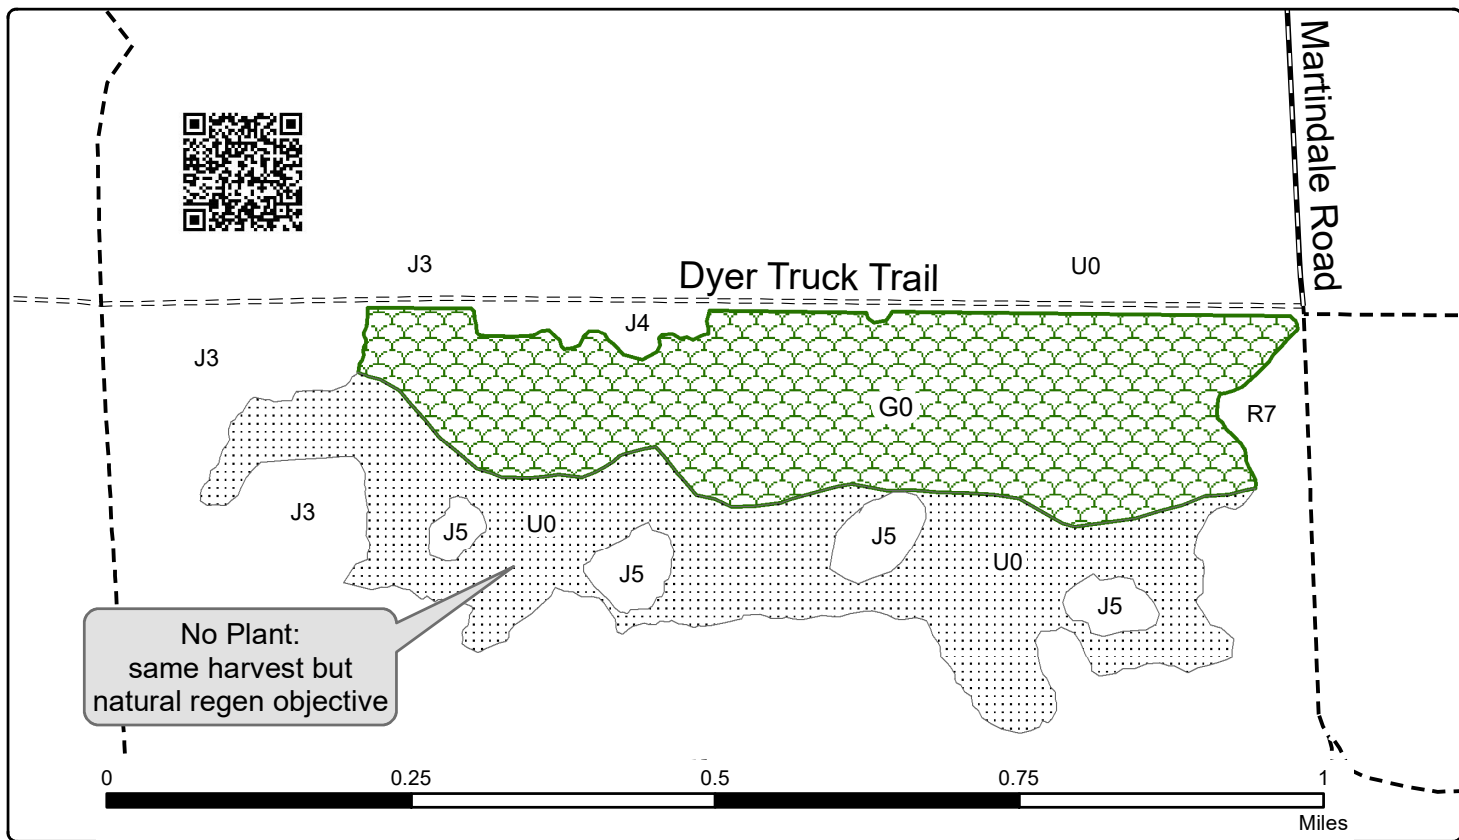 Martindale Road
J3
Dyer Truck Trail
U0
J4
J3
G0
R7
J3
J5
U0
J5
J5
U0
J5
No Plant:
same harvest but
natural regen objective
0
0.25
0.5
0.75
1
Miles